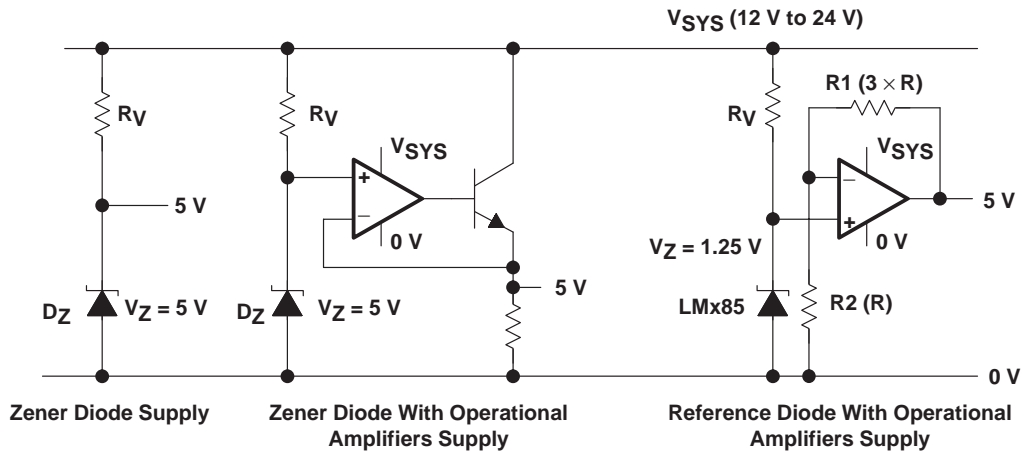 VSYS (12 V to 24 V)
RV
5 V
DZ
VZ = 5 V
Zener Diode Supply
RV
+
−
VSYS
0 V
5 V
DZ
VZ = 5 V
Zener Diode With Operational
Amplifiers Supply
RV
R1 (3 × R)
VSYS
−
+
0 V
5 V
VZ = 1.25 V
LMx85
R2 (R)
0 V
Reference Diode With Operational
Amplifiers Supply